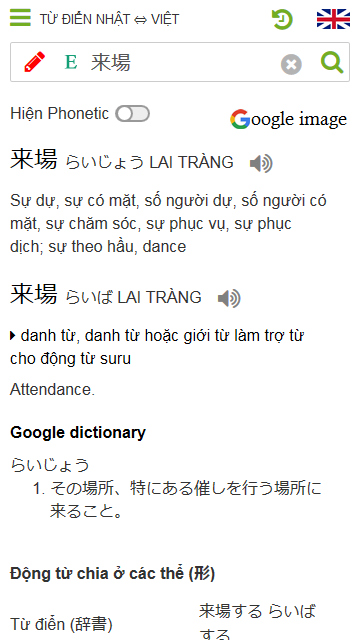 TỪ ĐIỂN NHẬT ⇔ VIỆT
E 来場
Hiện Phonetic
Google image
来場 らいじょう LAI TRÀNG
Sự dự, sự có mặt, số người dự, số người có
mặt, sự chăm sóc, sự phục vụ, sự phục
dịch; sự theo hầu, dance
来場 らいば LAI TRÀNG
danh từ, danh từ hoặc giới từ làm trợ từ
cho động từ suru
Attendance.
Google dictionary
らいじょう
1. その場所、特にある催しを行う場所に
来ること。
Động từ chia ở các thể (形)
Từ điển (辞書)
来場する らいば
する